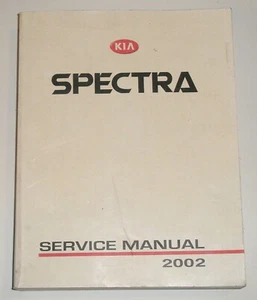 KIA
SPECTRA
SERVICE MANUAL
2002